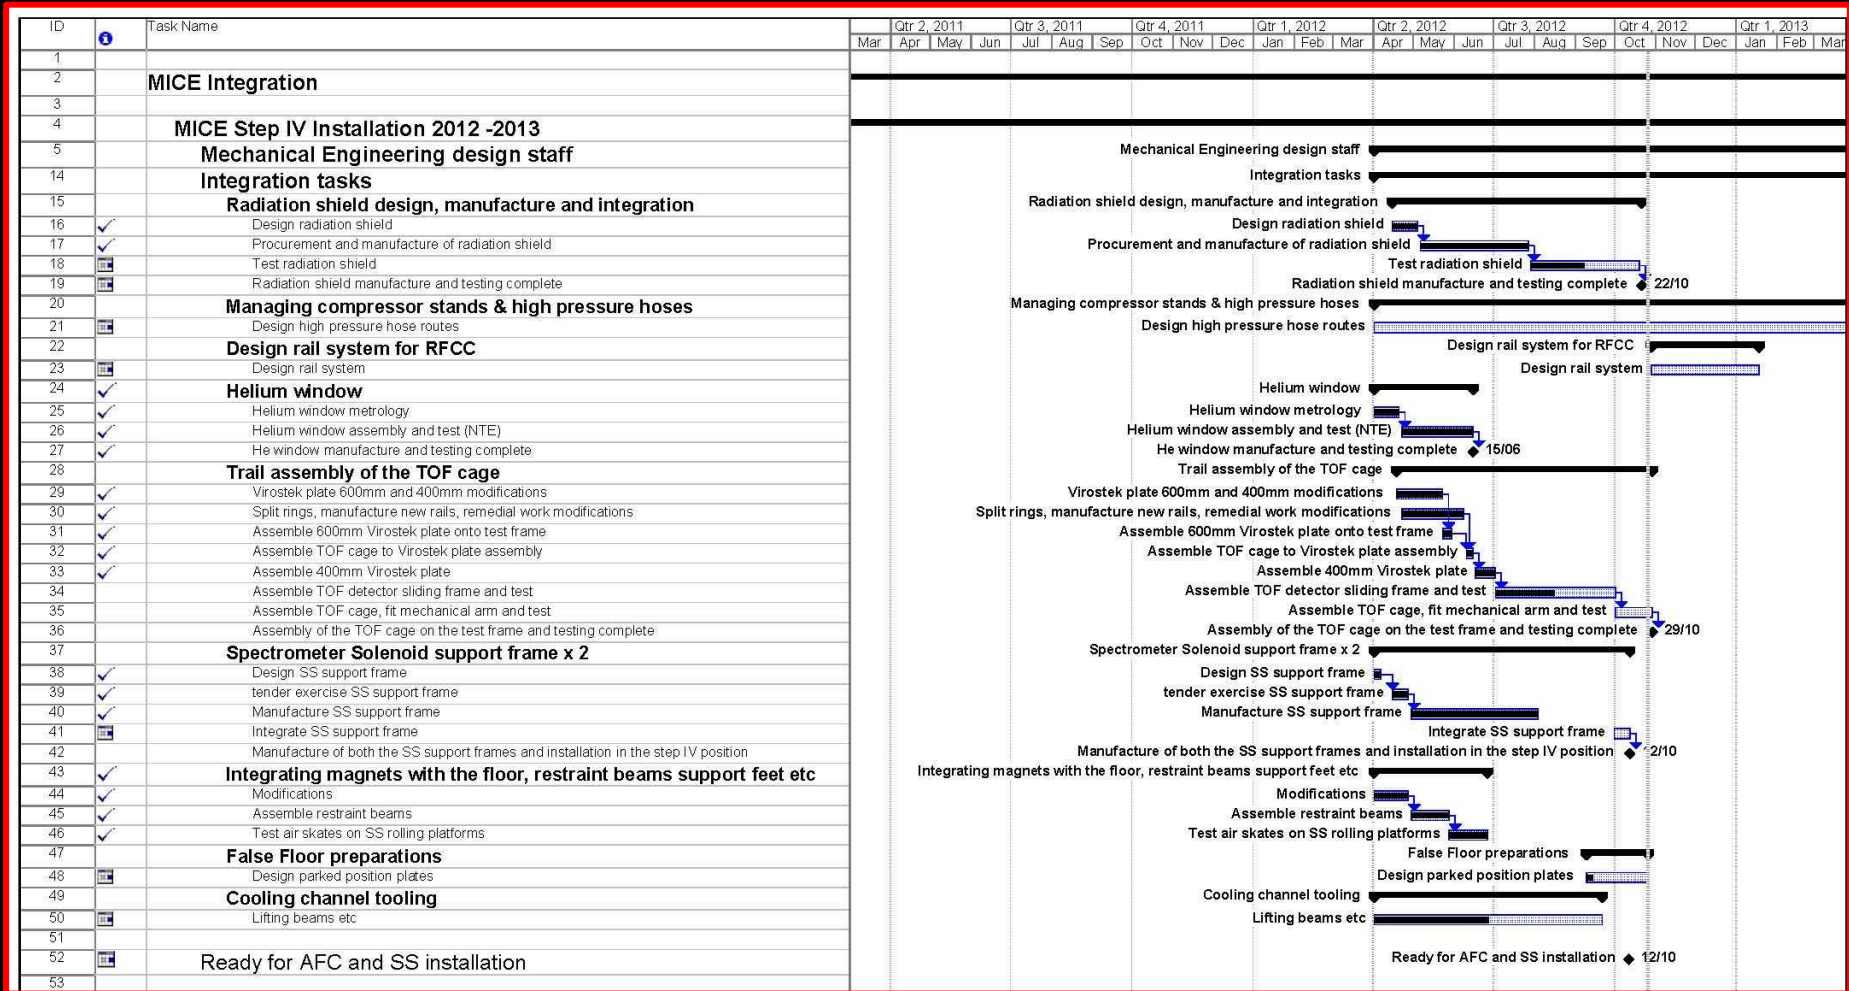 ID Task Name Qtr 2, 2011 Qtr 3, 2011 Qtr 4, 2011 Qtr 1, 2012 Qtr 2, 2012 Qtr 3, 2012 Qtr 4, 2012 Qtr 1, 2013
Mar Apr May Jun Jul Aug Sep Oct Nov Dec Jan Feb Mar Apr May Jun Jul Aug Sep Oct Nov Dec Jan Feb Mar
1
2 MICE Integration
3
4 MICE Step IV Installation 2012 -2013
5 Mechanical Engineering design staff Mechanical Engineering design staff
14 Integration tasks Integration tasks
15 Radiation shield design, manufacture and integration Radiation shield design, manufacture and integration
16 Design radiation shield Design radiation shield
17 Procurement and manufacture of radiation shield Procurement and manufacture of radiation shield
18 Test radiation shield Test radiation shield
19 Radiation shield manufacture and testing complete Radiation shield manufacture and testing complete 22/10
20 Managing compressor stands & high pressure hoses Managing compressor stands & high pressure hoses
21 Design high pressure hose routes Design high pressure hose routes
22 Design rail system for RFCC Design rail system for RFCC
23 Design rail system Design rail system
24 Helium window Helium window
25 Helium window metrology Helium window metrology
26 Helium window assembly and test (NTE) Helium window assembly and test (NTE)
27 He window manufacture and testing complete He window manufacture and testing complete 15/06
28 Trail assembly of the TOF cage Trail assembly of the TOF cage
29 Virostek plate 600mm and 400mm modifications Virostek plate 600mm and 400mm modifications
30 Split rings, manufacture new rails, remedial work modifications Split rings, manufacture new rails, remedial work modifications
31 Assemble 600mm Virostek plate onto test frame Assemble 600mm Virostek plate onto test frame
32 Assemble TOF cage to Virostek plate assembly Assemble TOF cage to Virostek plate assembly
33 Assemble 400mm Virostek plate Assemble 400mm Virostek plate
34 Assemble TOF detector sliding frame and test Assemble TOF detector sliding frame and test
35 Assemble TOF cage, fit mechanical arm and test Assemble TOF cage, fit mechanical arm and test
36 Assembly of the TOF cage on the test frame and testing complete Assembly of the TOF cage on the test frame and testing complete 29/10
37 Spectrometer Solenoid support frame x 2 Spectrometer Solenoid support frame x 2
38 Design SS support frame Design SS support frame
39 tender exercise SS support frame tender exercise SS support frame
40 Manufacture SS support frame Manufacture SS support frame
41 Integrate SS support frame Integrate SS support frame
42 Manufacture of both the SS support frames and installation in the step IV position Manufacture of both the SS support frames and installation in the step IV position 2/10
43 Integrating magnets with the floor, restraint beams support feet etc Integrating magnets with the floor, restraint beams support feet etc
44 Modifications Modifications
45 Assemble restraint beams Assemble restraint beams
46 Test air skates on SS rolling platforms Test air skates on SS rolling platforms
47 False Floor preparations False Floor preparations
48 Design parked position plates Design parked position plates
49 Cooling channel tooling Cooling channel tooling
50 Lifting beams etc Lifting beams etc
51
52 Ready for AFC and SS installation Ready for AFC and SS installation 12/10
53